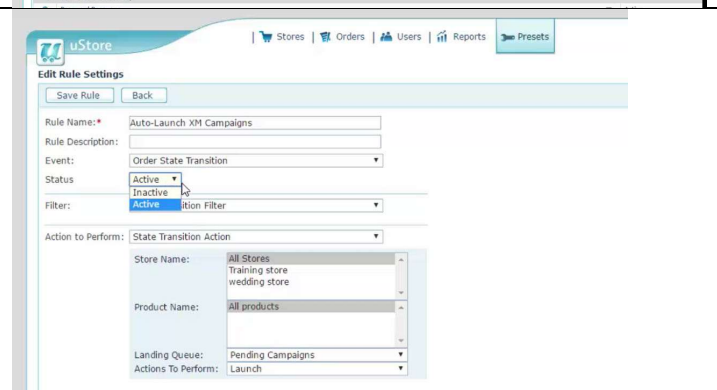 uStore
Stores | Orders | Users | Reports Presets
Edit Rule Settings
Save Rule Back
Rule Name:* Auto-Launch XM Campaigns
Rule Description:
Event: Order State Transition
Status Active
Inactive
Active
Filter: ition Filter
Action to Perform: State Transition Action
Store Name: All Stores
Training store
wedding store
Product Name: All products
Landing Queue: Pending Campaigns
Actions To Perform: Launch